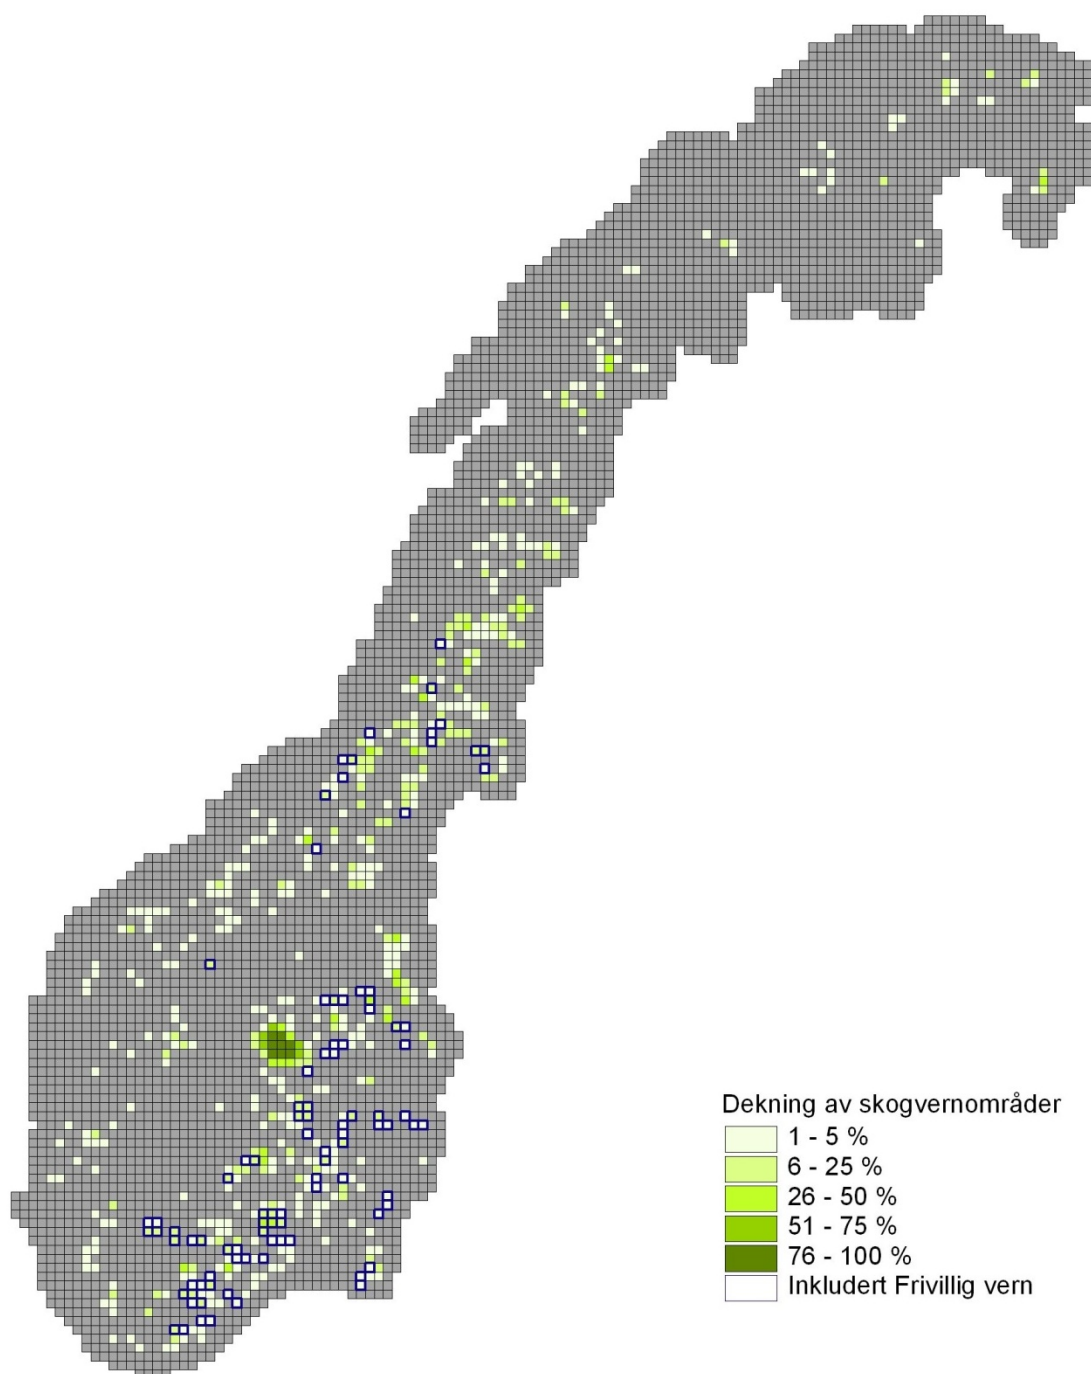 Dekning av skogvernområder
1 - 5 %
6 - 25 %
26 - 50 %
51 - 75 %
76 - 100 %
Inkludert Frivillig vern